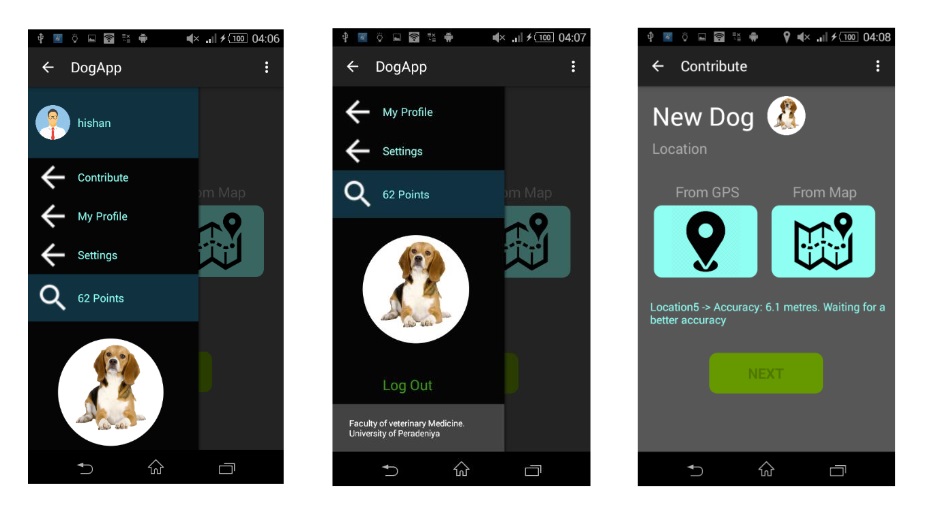 100 04:06
DogApp
hishan
Contribute
My Profile
Settings
62 Points
om Map
100 04:07
DogApp
My Profile
Settings
62 Points
om Map
Log Out
Faculty of veterinary Medicine.
University of Peradeniya
100 04:08
Contribute
New Dog
Location
From GPS From Map
Location5 -> Accuracy: 6.1 metres. Waiting for a
better accuracy
NEXT